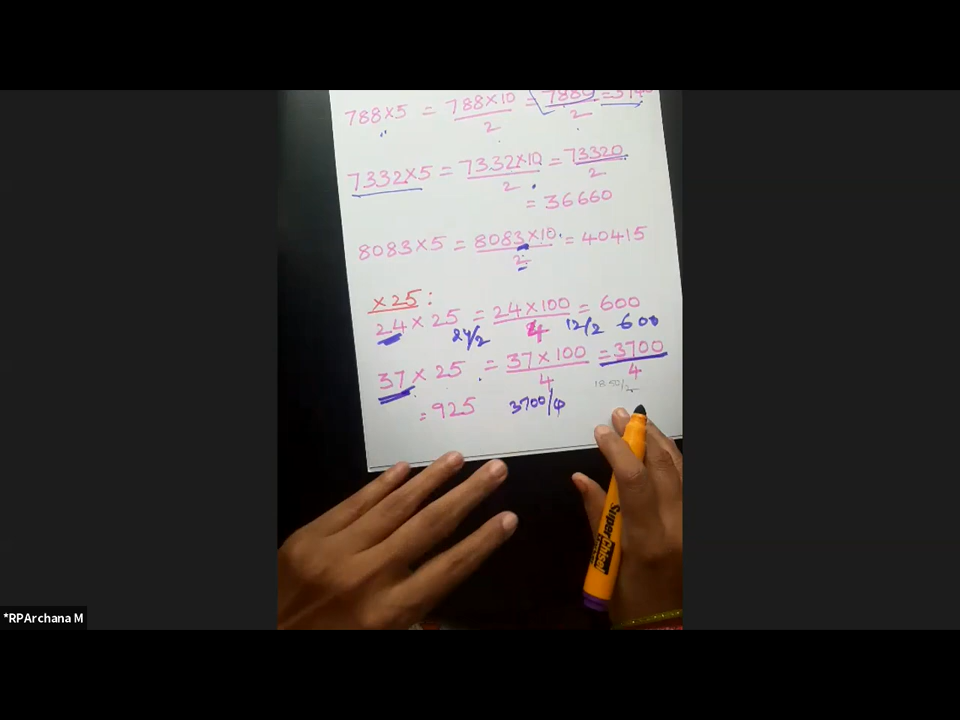 788×5 = 788×10/2 = 7880/2
7332×5 = 7332×10/2 = 73320/2
= 36660
8083×5 = 8083×10/2 = 40415
×25:
24 × 25 = 24×100/4 = 600
24/2 12/2 600
37 × 25 = 37×100/4 = 3700/4
= 925 3700/4
Super Chisel
*RPArchana M